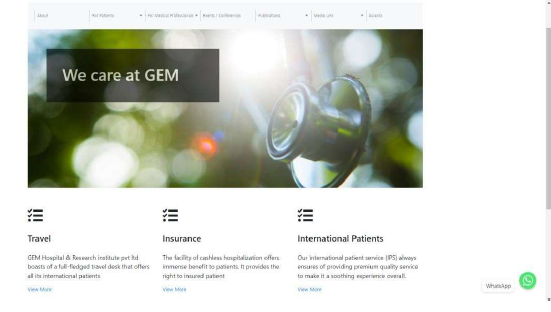 About
For Patients
For Medical Professionals
Events / Conferences
Publications
Media Info
Awards
We care at GEM
Travel
GEM Hospital & Research institute pvt ltd
boasts of a full-fledged travel desk that offers
all its international patients
View More
Insurance
The facility of cashless hospitalization offers
immense benefit to patients. It provides the
right to insured patient
View More
International Patients
Our international patient service (IPS) always
ensures of providing premium quality service
to make it a soothing experience overall.
View More
WhatsApp